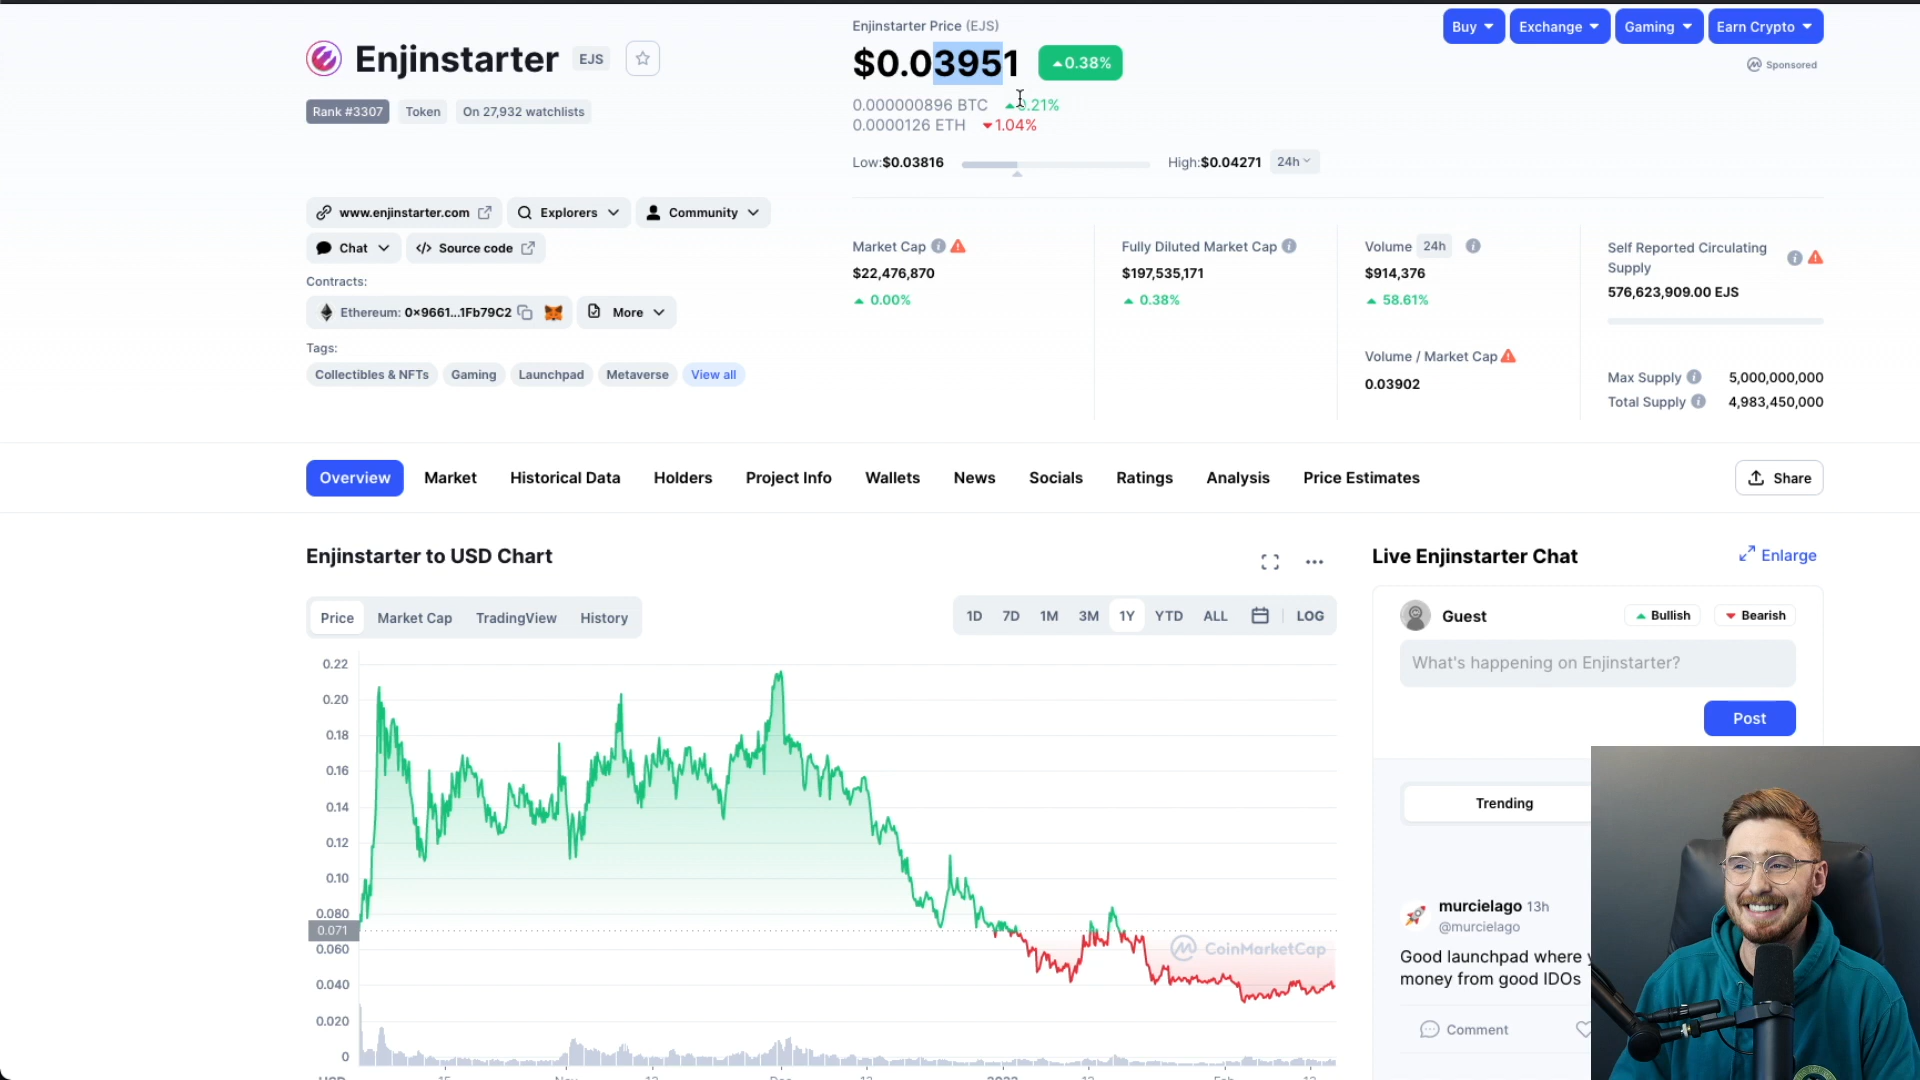 Enjinstarter EJS
Rank #3307 Token On 27,932 watchlists
www.enjinstarter.com Explorers Community
Chat Source code
Contracts:
Ethereum: 0x9661...1Fb79C2 More
Tags:
Collectibles & NFTs Gaming Launchpad Metaverse View all
Enjinstarter Price (EJS)
$0.03951 0.38%
0.000000896 BTC 0.21%
0.0000126 ETH 1.04%
Low:$0.03816 High:$0.04271 24h
Buy Exchange Gaming Earn Crypto
Sponsored
Market Cap
$22,476,870
0.00%
Fully Diluted Market Cap
$197,535,171
0.38%
Volume 24h
$914,376
58.61%
Volume / Market Cap
0.03902
Self Reported Circulating
Supply
576,623,909.00 EJS
Max Supply 5,000,000,000
Total Supply 4,983,450,000
Overview Market Historical Data Holders Project Info Wallets News Socials Ratings Analysis Price Estimates Share
Enjinstarter to USD Chart
Price Market Cap TradingView History
1D 7D 1M 3M 1Y YTD ALL LOG
0.22
0.20
0.18
0.16
0.14
0.12
0.10
0.080
0.071
0.060
0.040
0.020
0
CoinMarketCap
Live Enjinstarter Chat Enlarge
Guest Bullish Bearish
What's happening on Enjinstarter?
Post
Trending
murcielago 13h
@murcielago
Good launchpad where
money from good IDOs
Comment